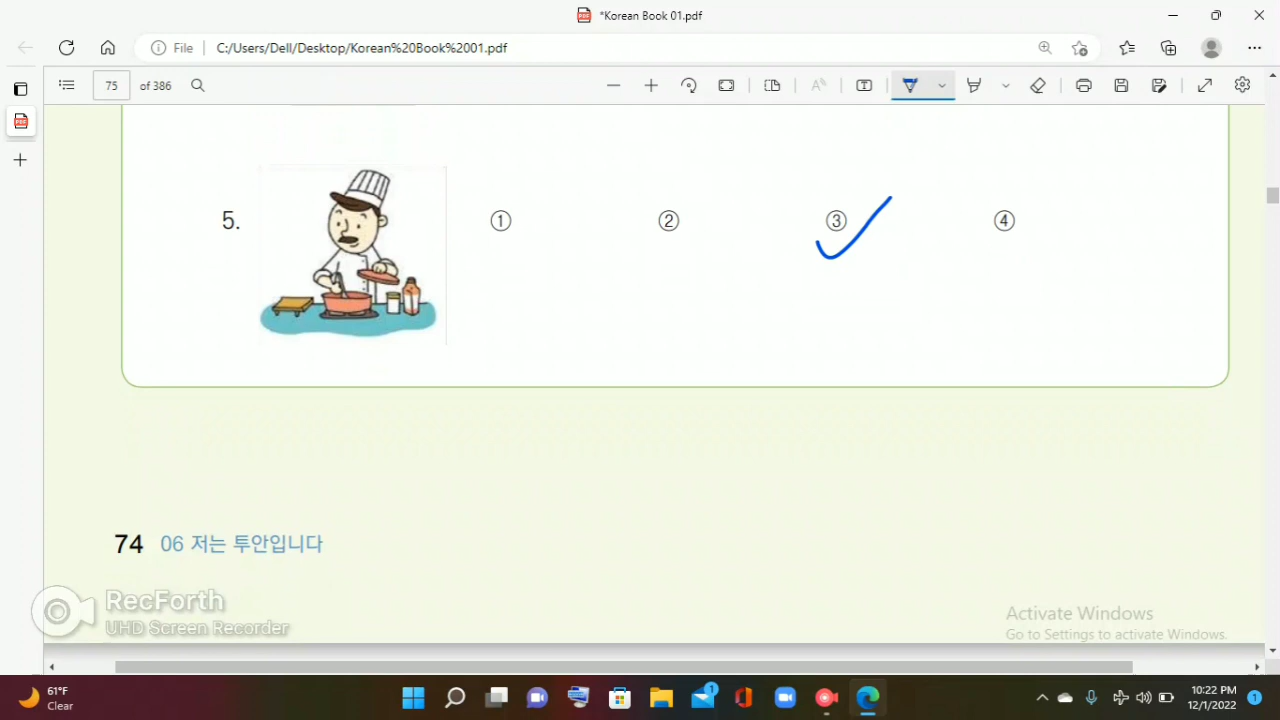 *Korean Book 01.pdf
File
C:/Users/Dell/Desktop/Korean%20Book%2001.pdf
75 of 386
5. ① ② ③ ④
74 06 저는 투안입니다
RecForth
UHD Screen Recorder
Activate Windows
Go to Settings to activate Windows.
61°F
Clear
1
10:22 PM
12/1/2022
1